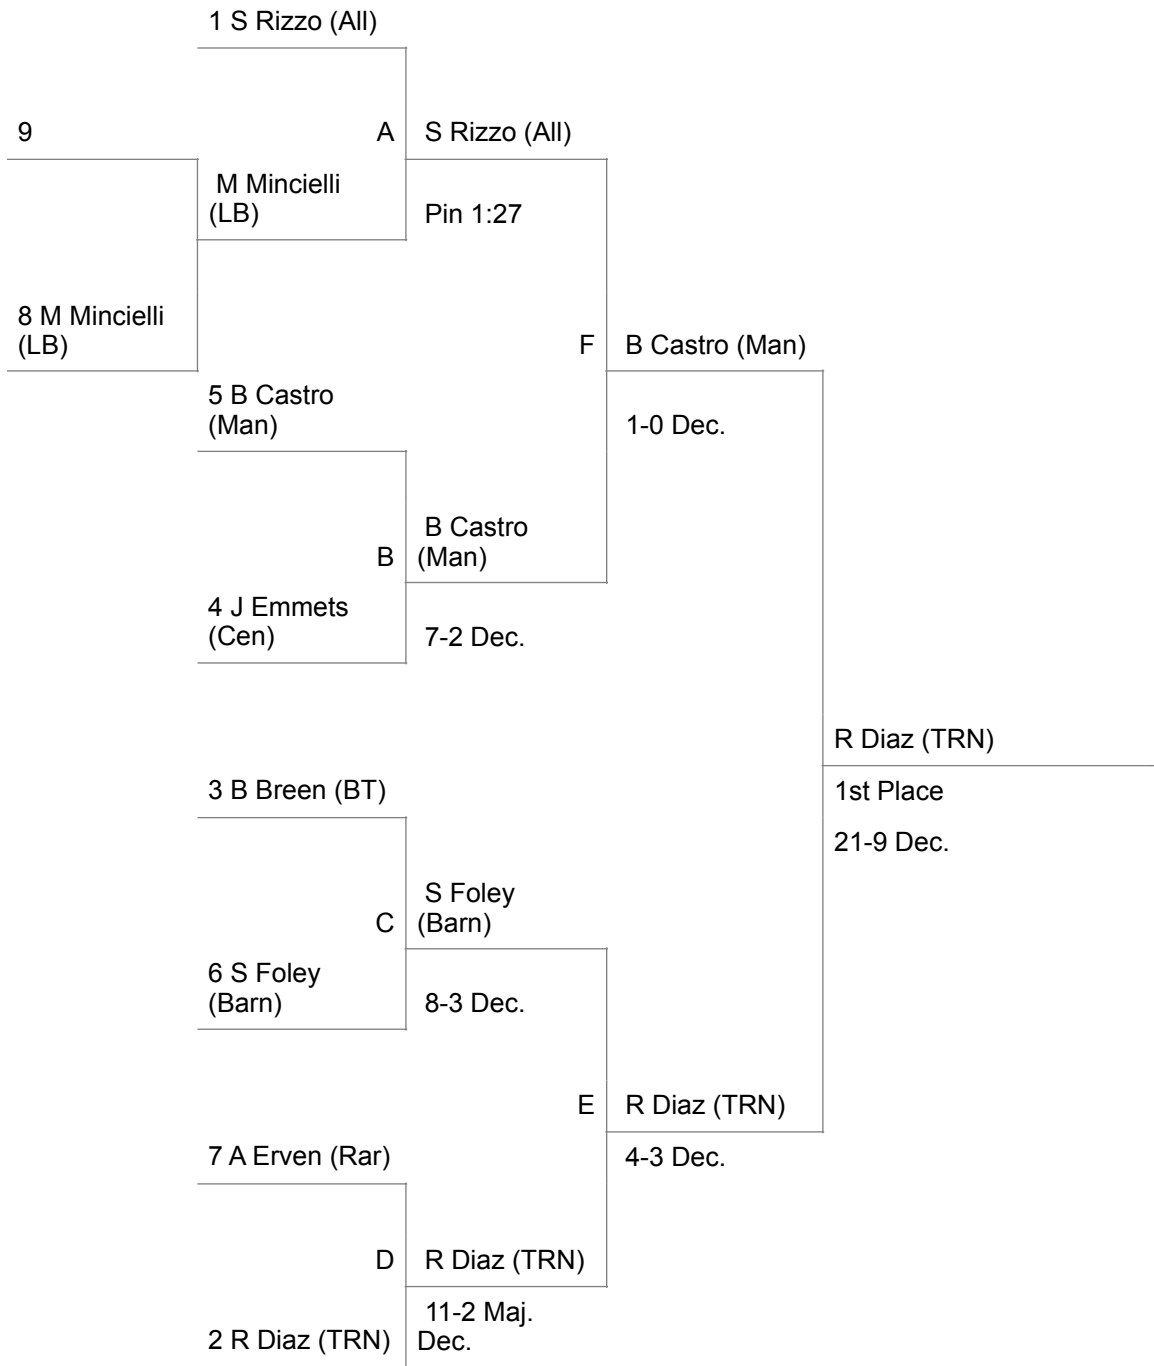 1 S Rizzo (All)
9
A
S Rizzo (All)
M Mincielli
(LB)
Pin 1:27
8 M Mincielli
(LB)
F
B Castro (Man)
5 B Castro
(Man)
1-0 Dec.
B Castro
(Man)
B
4 J Emmets
(Cen)
7-2 Dec.
R Diaz (TRN)
3 B Breen (BT)
1st Place
21-9 Dec.
S Foley
(Barn)
C
6 S Foley
(Barn)
8-3 Dec.
E
R Diaz (TRN)
7 A Erven (Rar)
4-3 Dec.
D
R Diaz (TRN)
11-2 Maj.
Dec.
2 R Diaz (TRN)